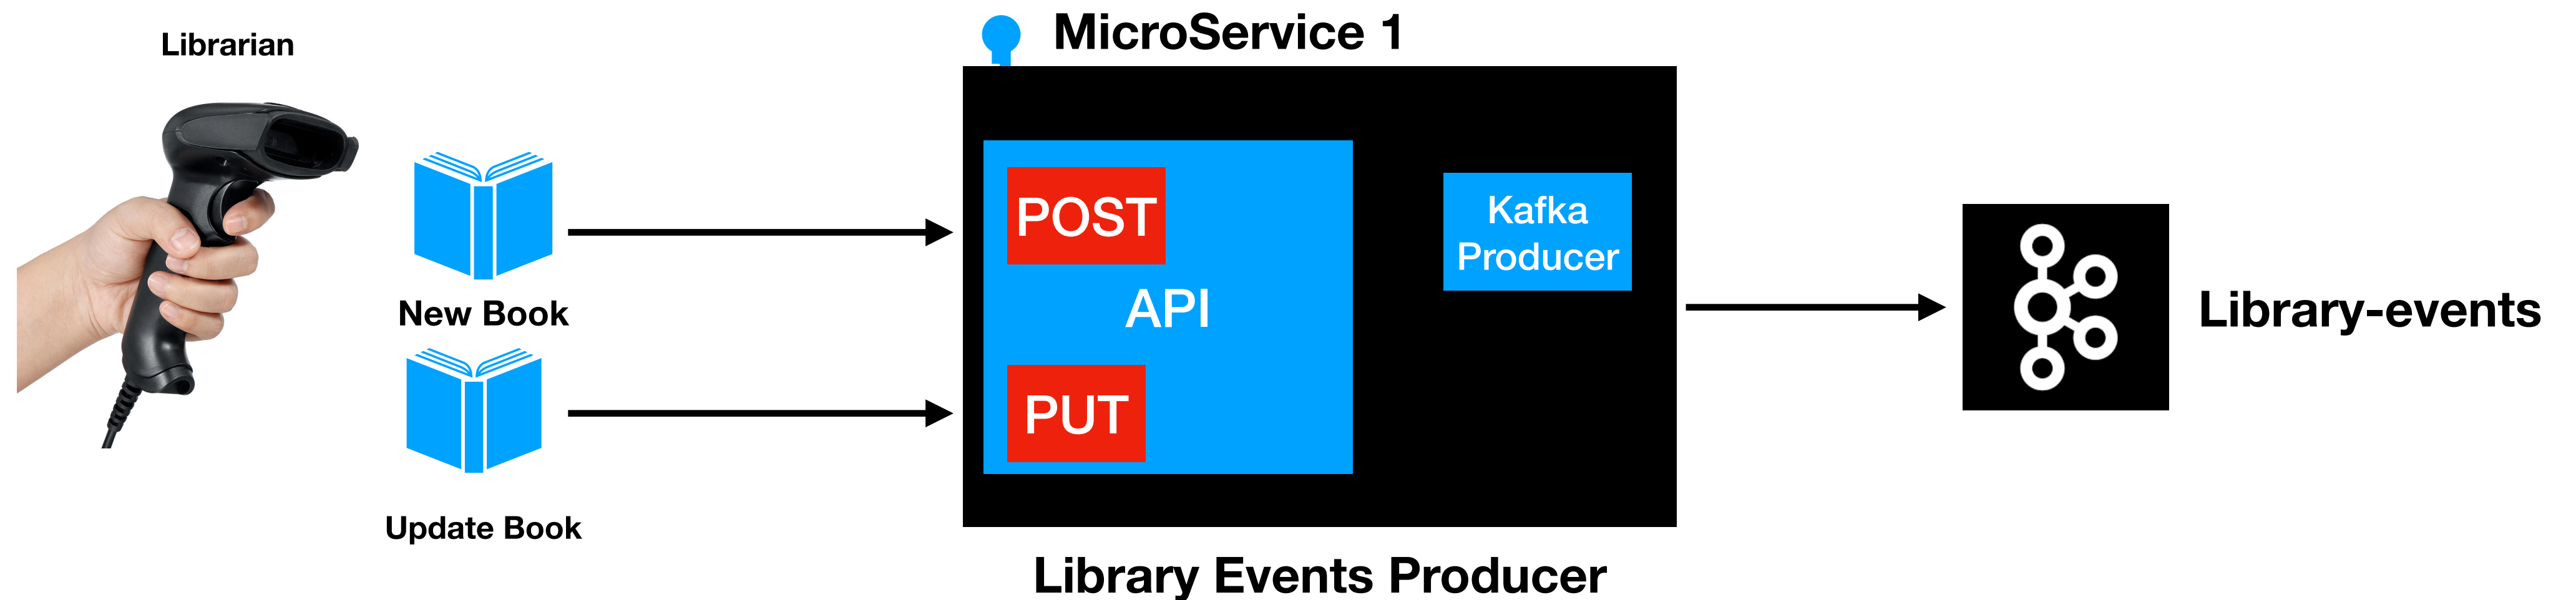 Librarian
MicroService 1
New Book
Update Book
POST
API
PUT
Kafka
Producer
Library Events Producer
Library-events